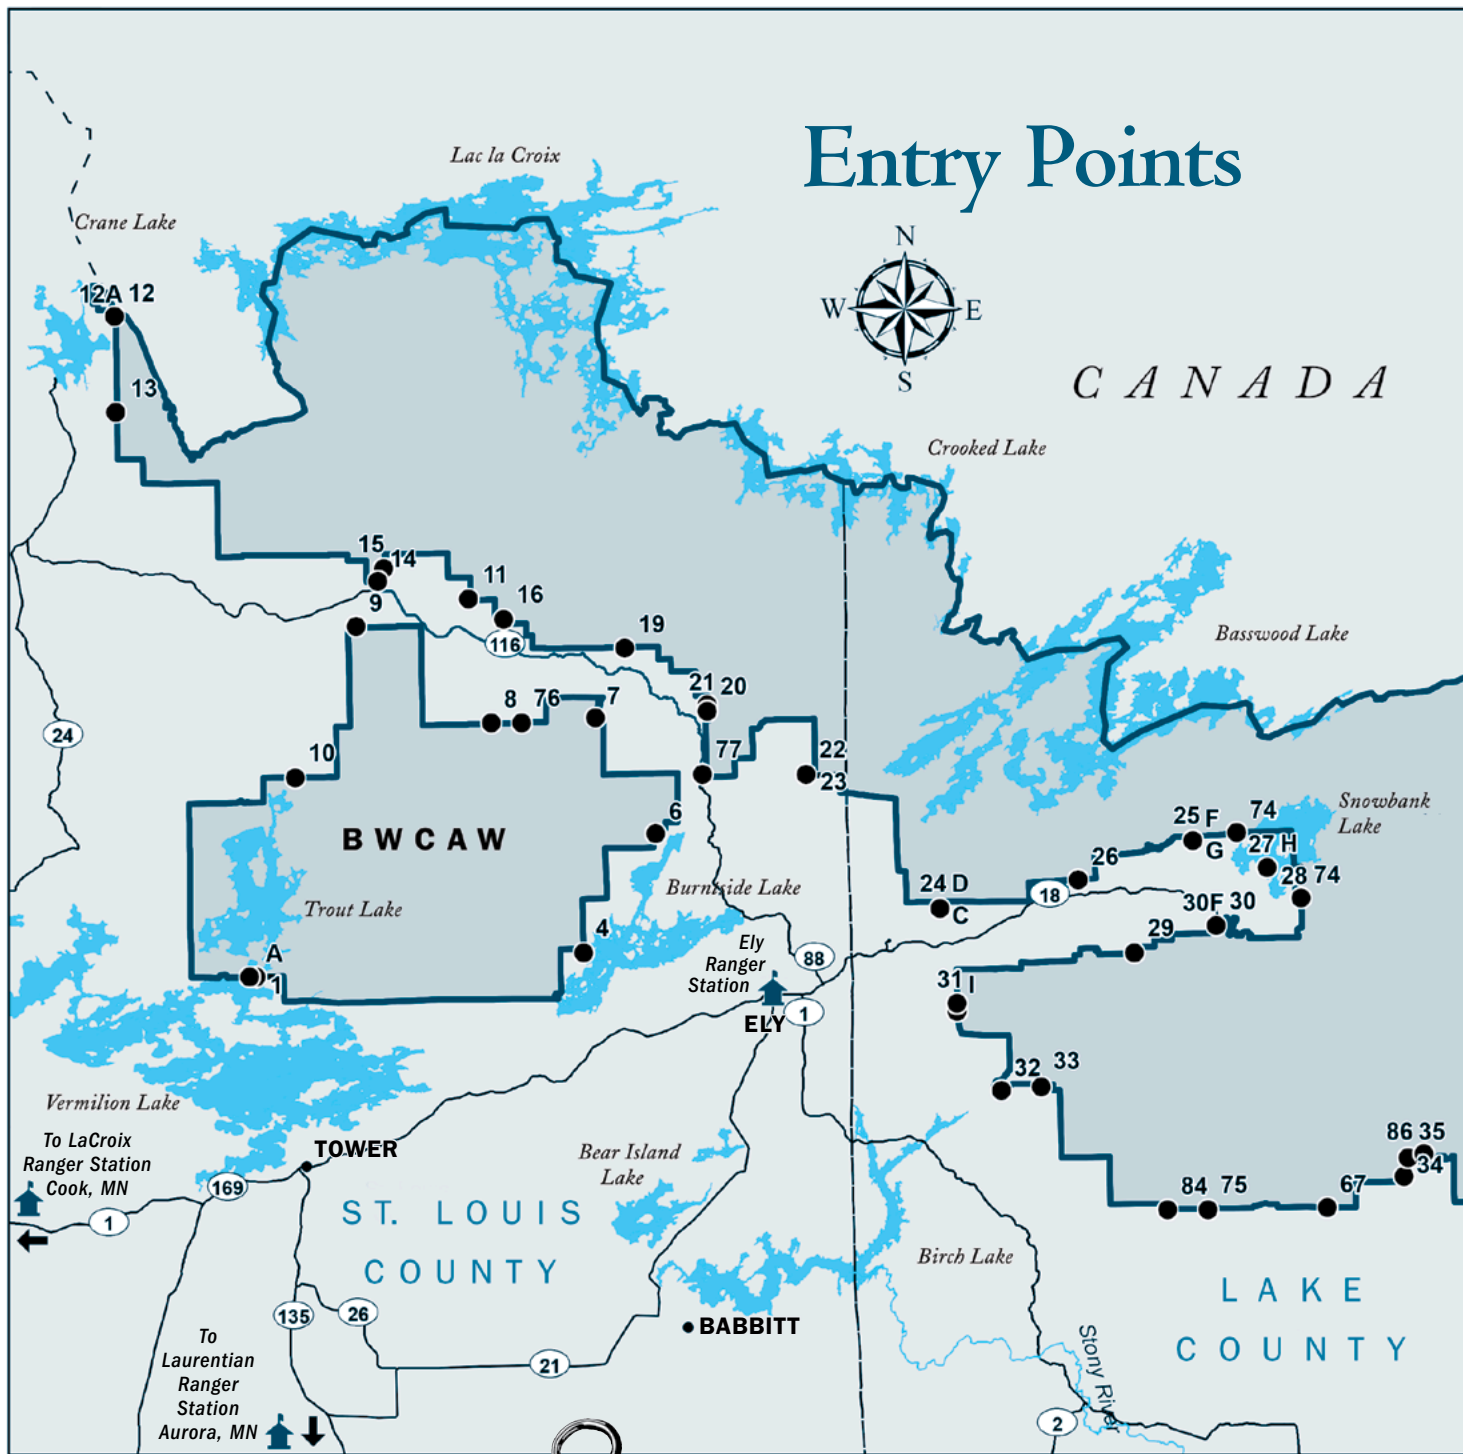 Entry Points
Lac la Croix
Crane Lake
N
W E
S
CANADA
12A 12
13
Crooked Lake
15
14
11
9
16
116
19
Basswood Lake
21 20
8 76 7
24
10
77
22
23
6
BWCAW
Snowbank
Lake
25 F 74
G
27 H
26
28 74
18
24 D
C
30F 30
29
Burntside Lake
Trout Lake
4
A
1
Ely
Ranger
Station
88
ELY
1
31 I
32 33
Vermilion Lake
To LaCroix
Ranger Station
Cook, MN
TOWER
169
1
Bear Island
Lake
86 35
34
84 75 67
ST. LOUIS
COUNTY
Birch Lake
LAKE
COUNTY
135
26
BABBITT
21
Stony River
To
Laurentian
Ranger
Station
Aurora, MN
2